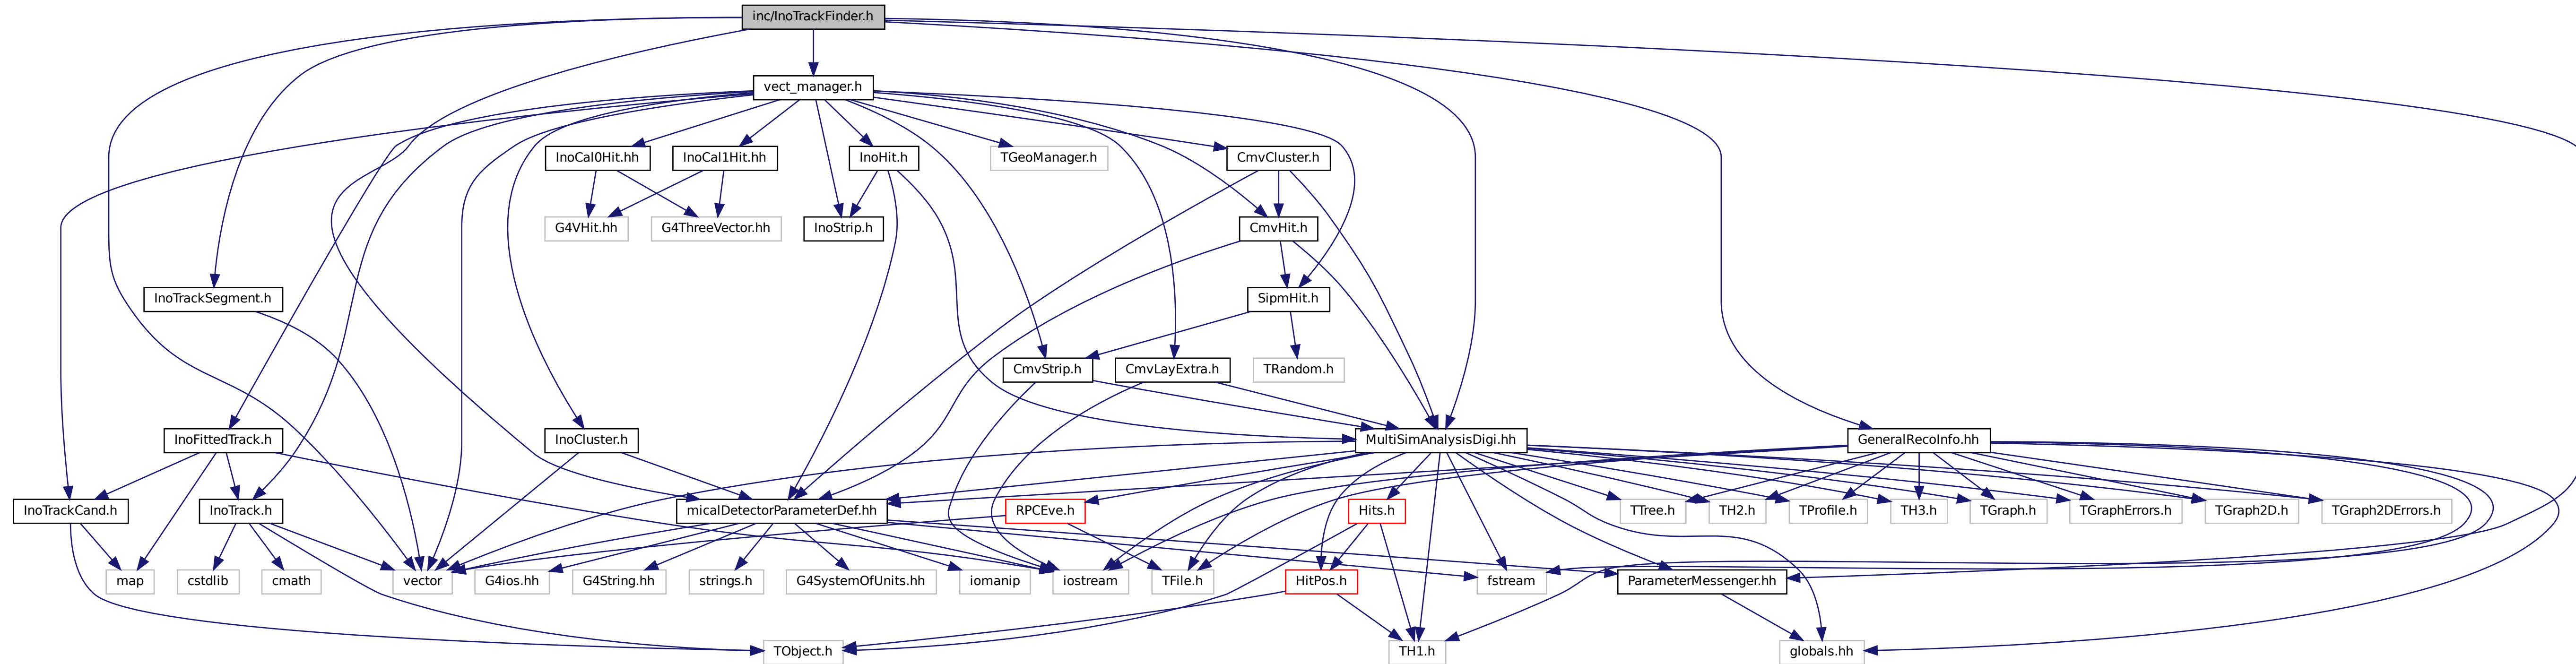 inc/InoTrackFinder.h
vect_manager.h
InoCal0Hit.hh
InoCal1Hit.hh
InoHit.h
TGeoManager.h
CmvCluster.h
G4VHit.hh
G4ThreeVector.hh
InoStrip.h
CmvHit.h
InoTrackSegment.h
SipmHit.h
CmvStrip.h
CmvLayExtra.h
TRandom.h
InoFittedTrack.h
InoCluster.h
MultiSimAnalysisDigi.hh
GeneralRecoInfo.hh
InoTrackCand.h
InoTrack.h
micalDetectorParameterDef.hh
RPCEve.h
Hits.h
TTree.h
TH2.h
TProfile.h
TH3.h
TGraph.h
TGraphErrors.h
TGraph2D.h
TGraph2DErrors.h
map
cstdlib
cmath
vector
G4ios.hh
G4String.hh
strings.h
G4SystemOfUnits.hh
iomanip
iostream
TFile.h
HitPos.h
fstream
ParameterMessenger.hh
TObject.h
TH1.h
globals.hh